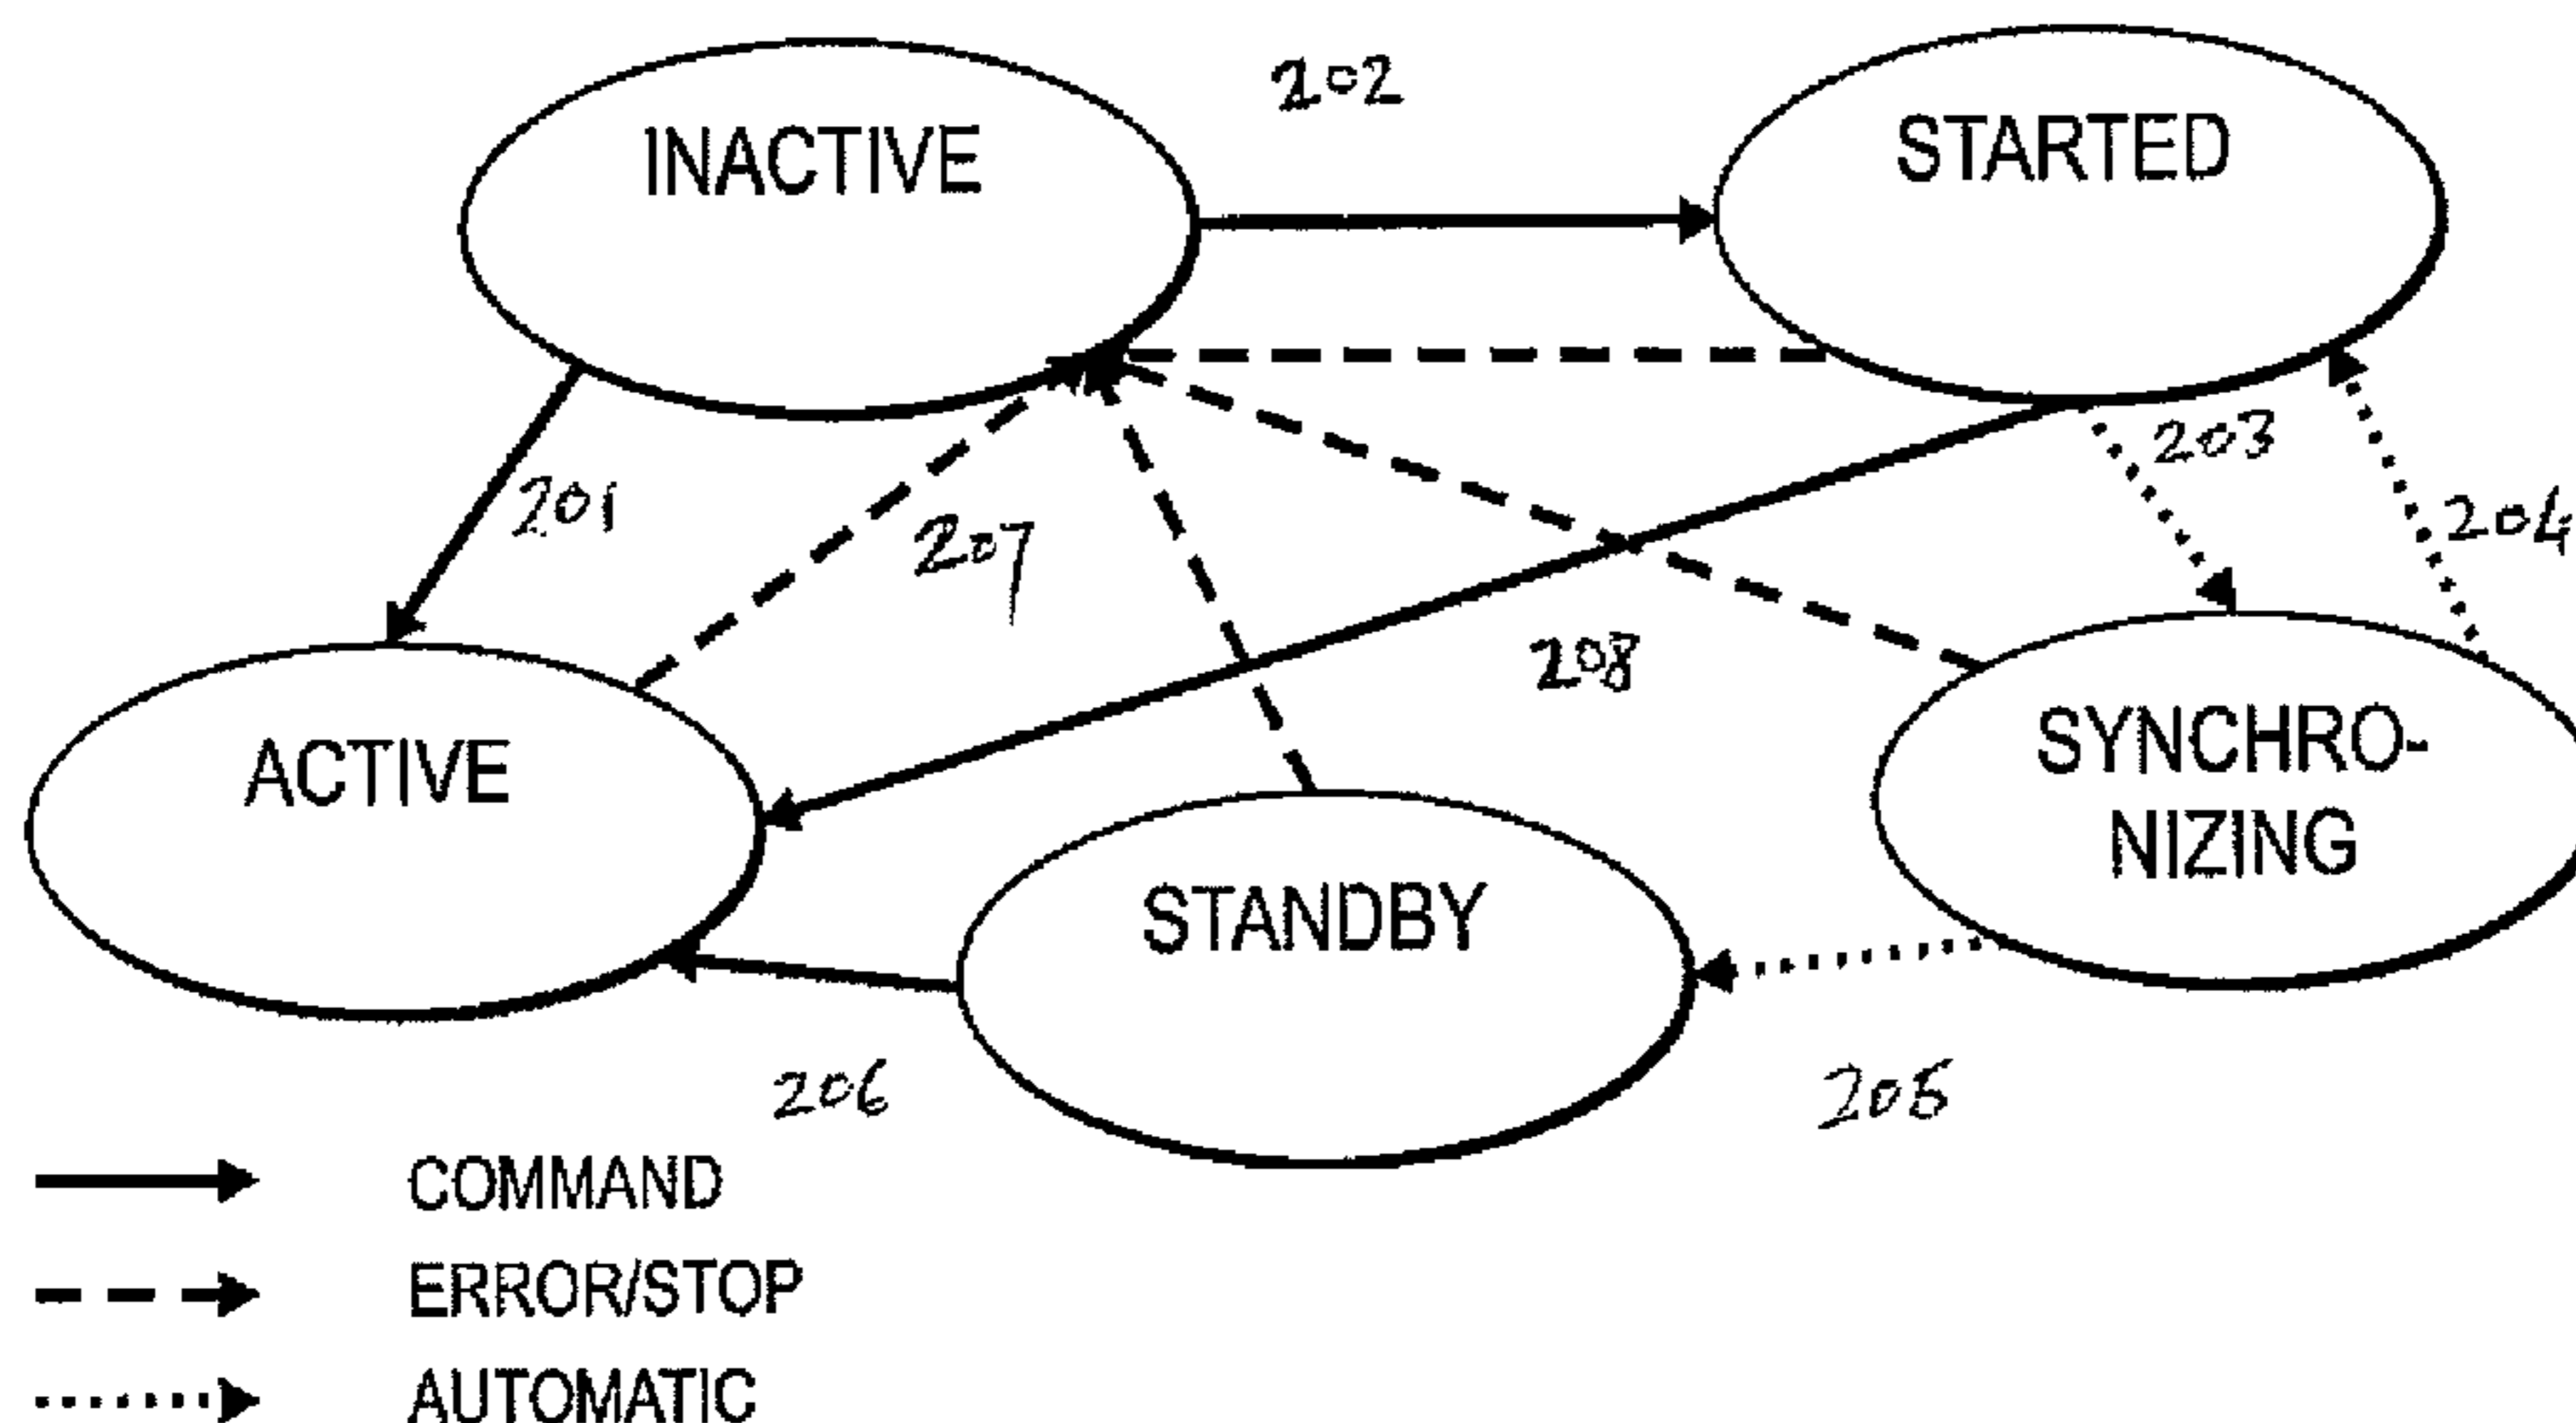 202
INACTIVE
STARTED
203
201
204
207
208
SYNCHRO-
NIZING
ACTIVE
STANDBY
206
205
COMMAND
ERROR/STOP
AUTOMATIC